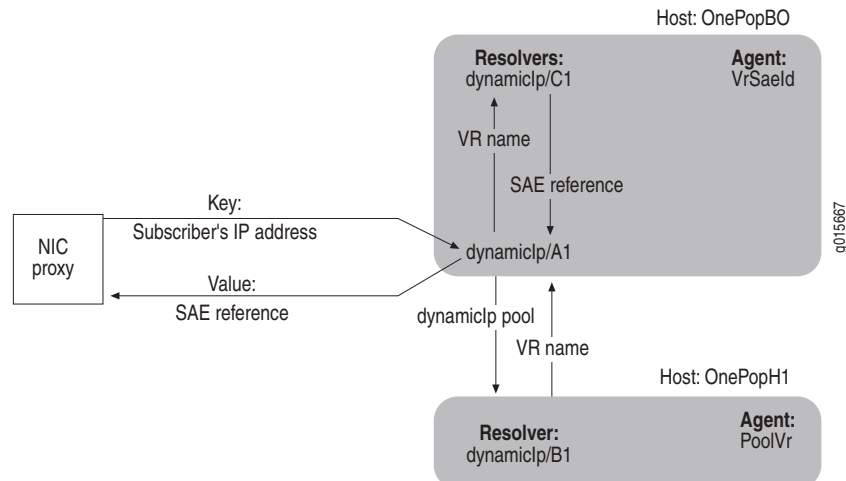 Host: OnePopBO
Resolvers:
dynamicIp/C1
Agent:
VrSaeId
VR name
SAE reference
Key:
Subscriber's IP address
NIC
proxy
dynamicIp/A1
Value:
SAE reference
dynamicIp pool
VR name
g015667
Host: OnePopH1
Resolver:
dynamicIp/B1
Agent:
PoolVr